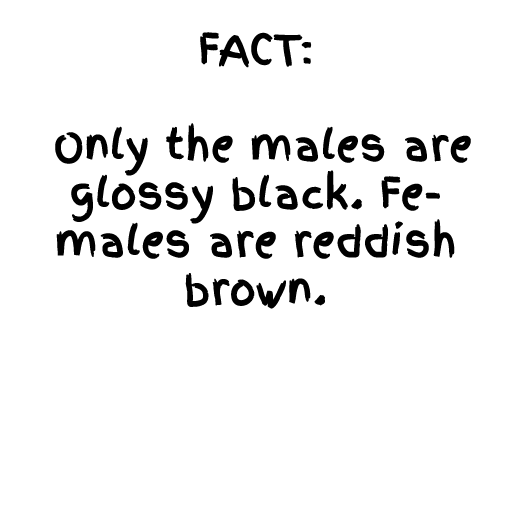 FACT:
Only the males are
glossy black. Fe-
males are reddish
brown.